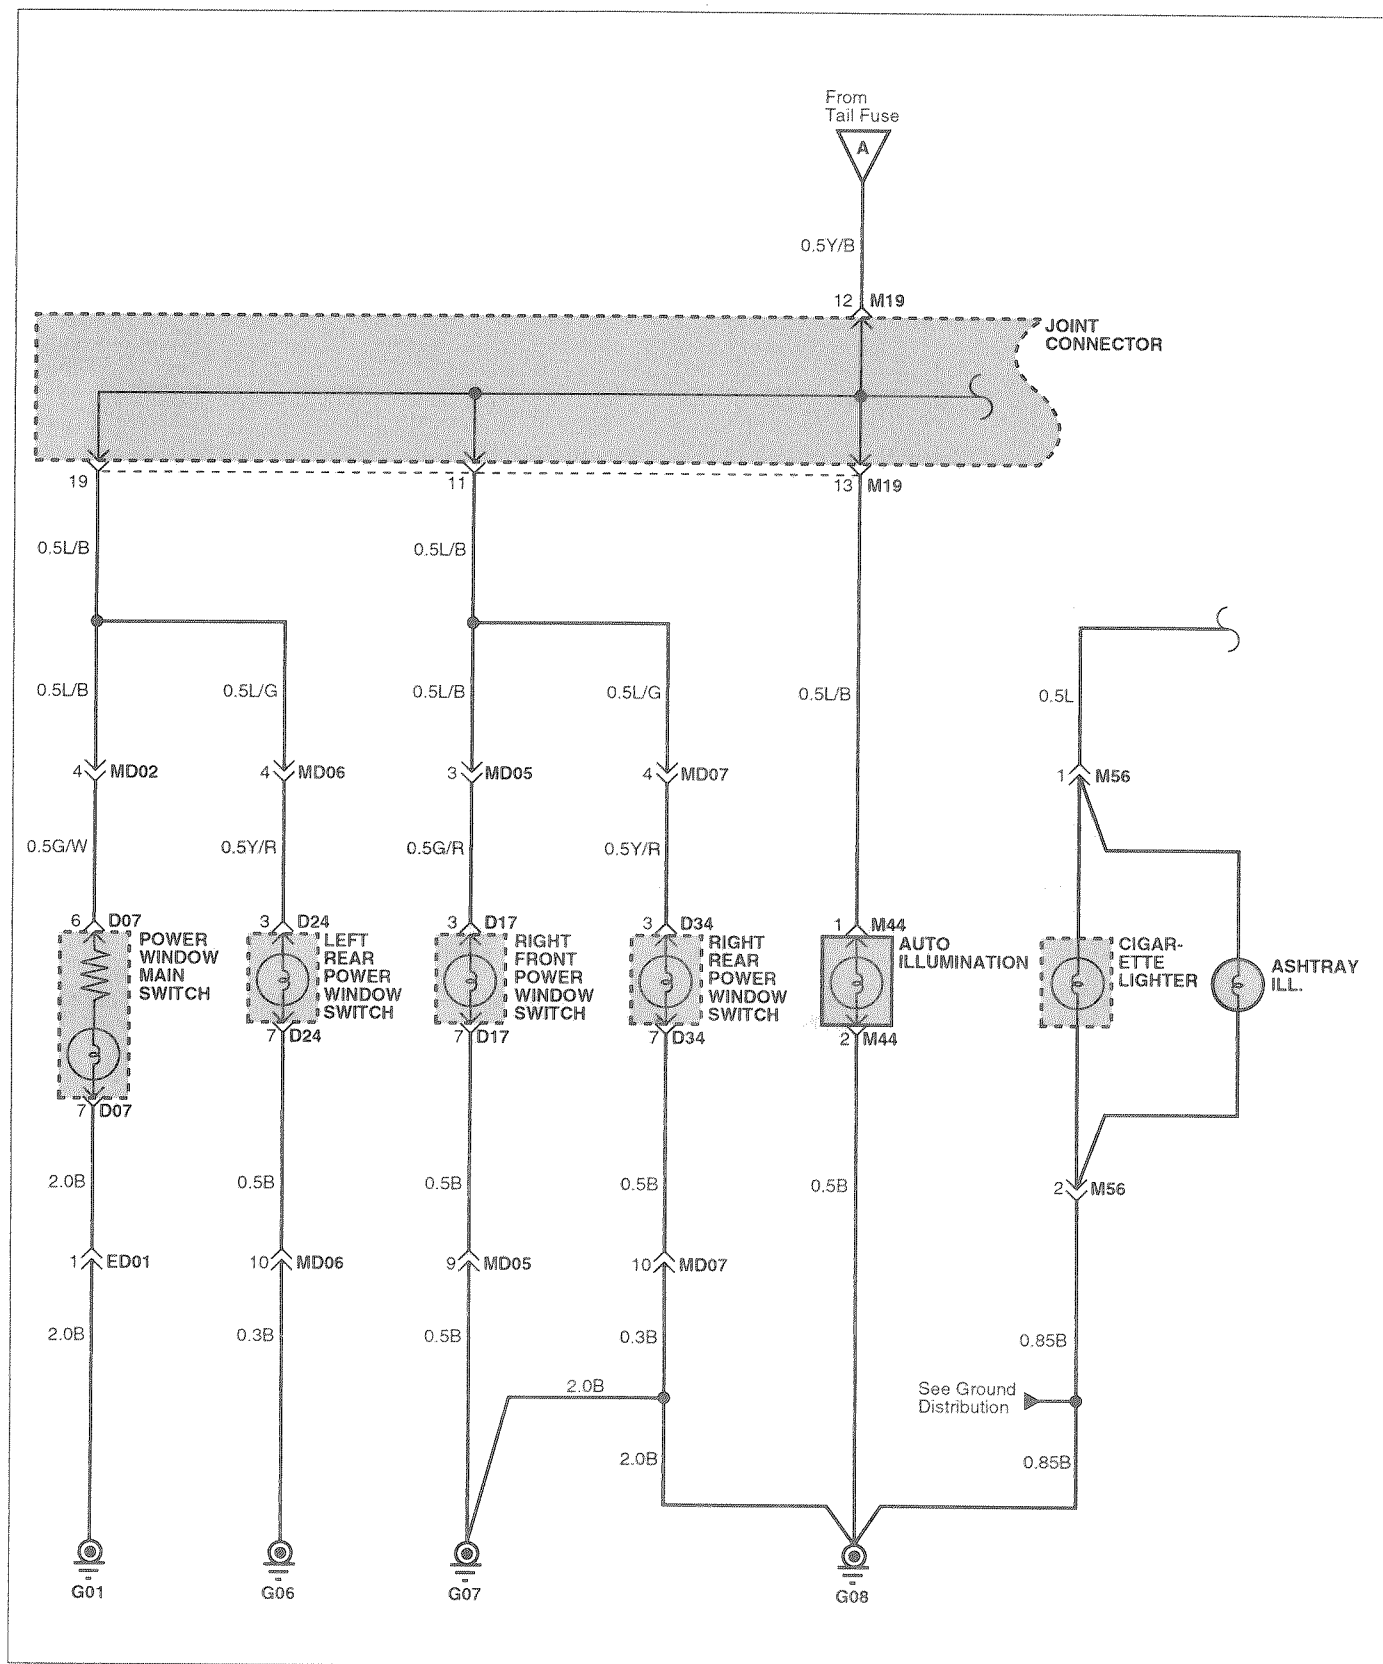 From
Tail Fuse
A
0.5Y/B
12 M19
JOINT
CONNECTOR
19
11
13 M19
0.5L/B
0.5L/B
0.5L/B
0.5L/G
0.5L/B
0.5L/G
0.5L/B
0.5L
4 MD02
4 MD06
3 MD05
4 MD07
1 M56
0.5G/W
0.5Y/R
0.5G/R
0.5Y/R
6 D07
3 D24
3 D17
3 D34
1 M44
POWER
WINDOW
MAIN
SWITCH
LEFT
REAR
POWER
WINDOW
SWITCH
RIGHT
FRONT
POWER
WINDOW
SWITCH
RIGHT
REAR
POWER
WINDOW
SWITCH
AUTO
ILLUMINATION
CIGAR-
ETTE
LIGHTER
ASHTRAY
ILL.
7 D07
7 D24
7 D17
7 D34
2 M44
2.0B
0.5B
0.5B
0.5B
0.5B
2 M56
1 ED01
10 MD06
9 MD05
10 MD07
2.0B
0.3B
0.5B
0.3B
0.85B
2.0B
See Ground
Distribution
2.0B
0.85B
G01
G06
G07
G08